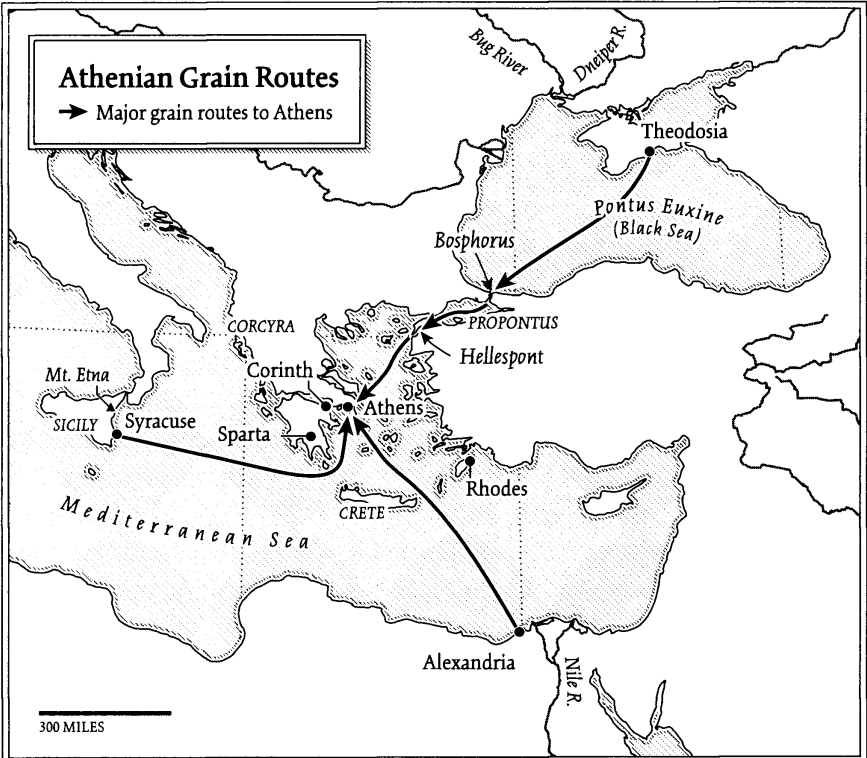 Athenian Grain Routes
Major grain routes to Athens
Bug River
Dneiper R.
Theodosia
Pontus Euxine
(Black Sea)
Bosphorus
PROPONTUS
Hellespont
CORCYRA
Corinth
Mt. Etna
Athens
SICILY
Syracuse
Sparta
Rhodes
CRETE
Mediterranean Sea
Alexandria
Nile R.
300 MILES